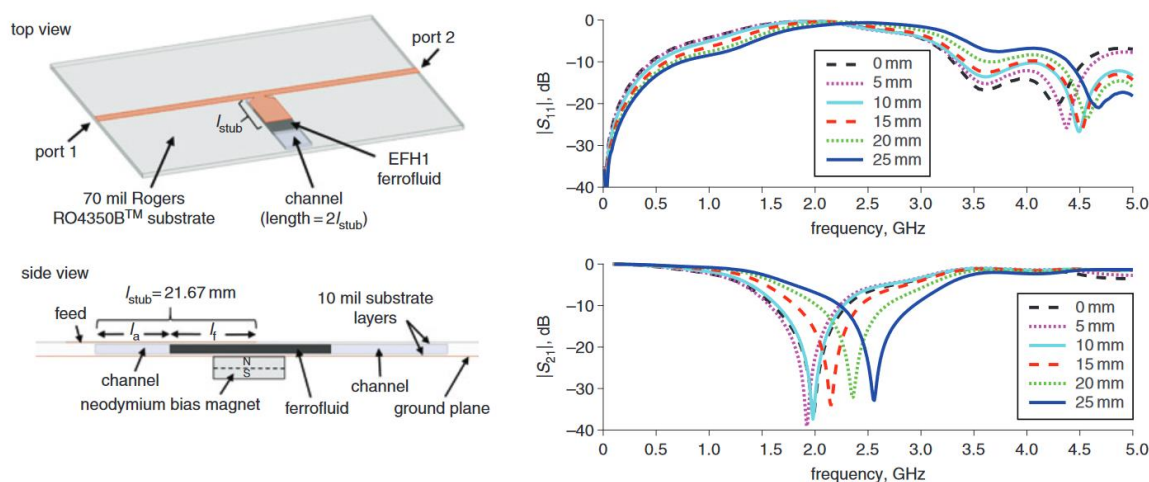 top view
port 2
l_stub
port 1
EFH1
ferrofluid
70 mil Rogers
RO4350B™ substrate
channel
(length = 2l_stub)
side view
l_stub = 21.67 mm
feed
l_a
l_f
10 mil substrate
layers
N
S
channel
channel
neodymium bias magnet
ferrofluid
ground plane
|S₁₁|, dB
0
–10
–20
–30
–40
0 mm
5 mm
10 mm
15 mm
20 mm
25 mm
0 0.5 1.0 1.5 2.0 2.5 3.0 3.5 4.0 4.5 5.0
frequency, GHz
|S₂₁|, dB
0
–10
–20
–30
–40
0 mm
5 mm
10 mm
15 mm
20 mm
25 mm
0 0.5 1.0 1.5 2.0 2.5 3.0 3.5 4.0 4.5 5.0
frequency, GHz